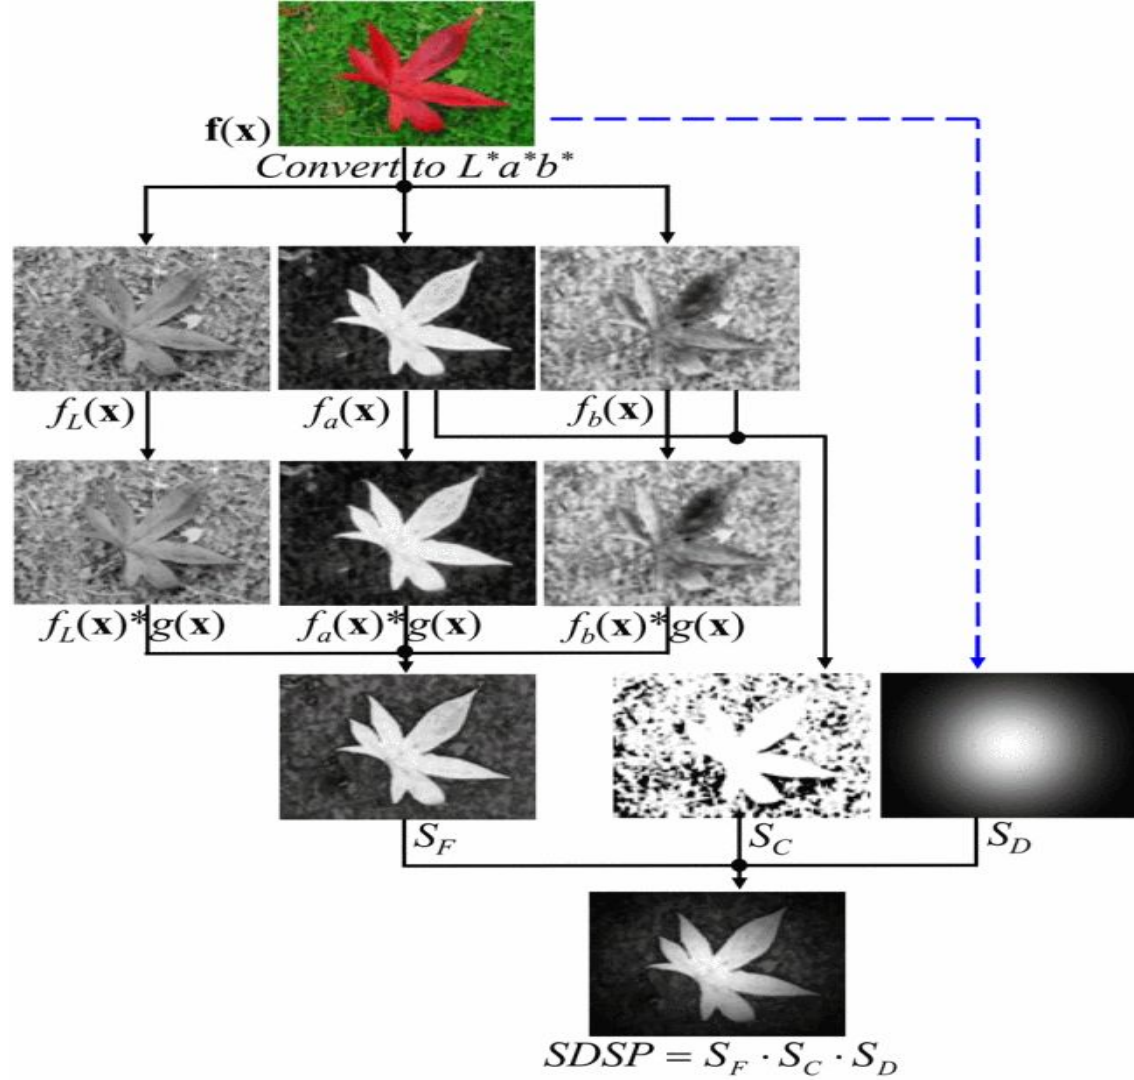 f(x)
Convert to L*a*b*
f_L(x) f_a(x) f_b(x)
f_L(x)*g(x) f_a(x)*g(x) f_b(x)*g(x)
S_F S_C S_D
SDSP = S_F · S_C · S_D